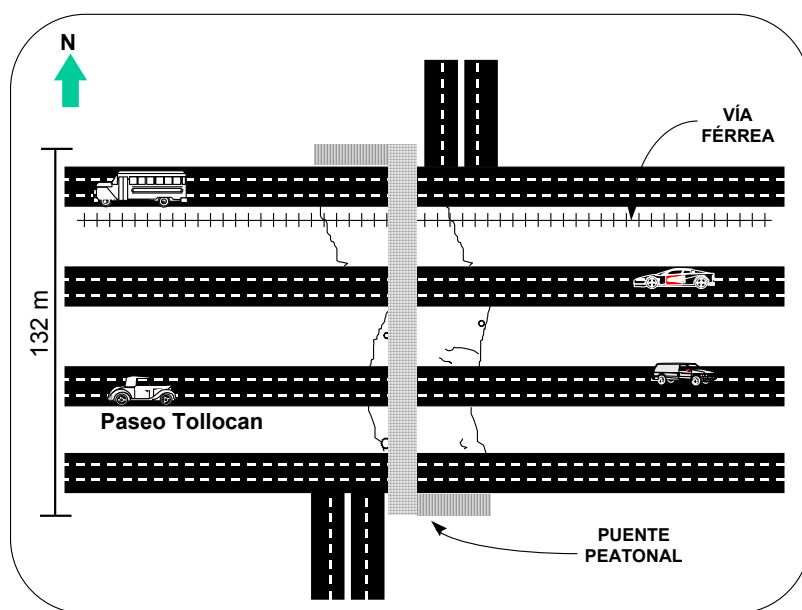 N
VÍA
FÉRREA
132 m
Paseo Tollocan
PUENTE
PEATONAL